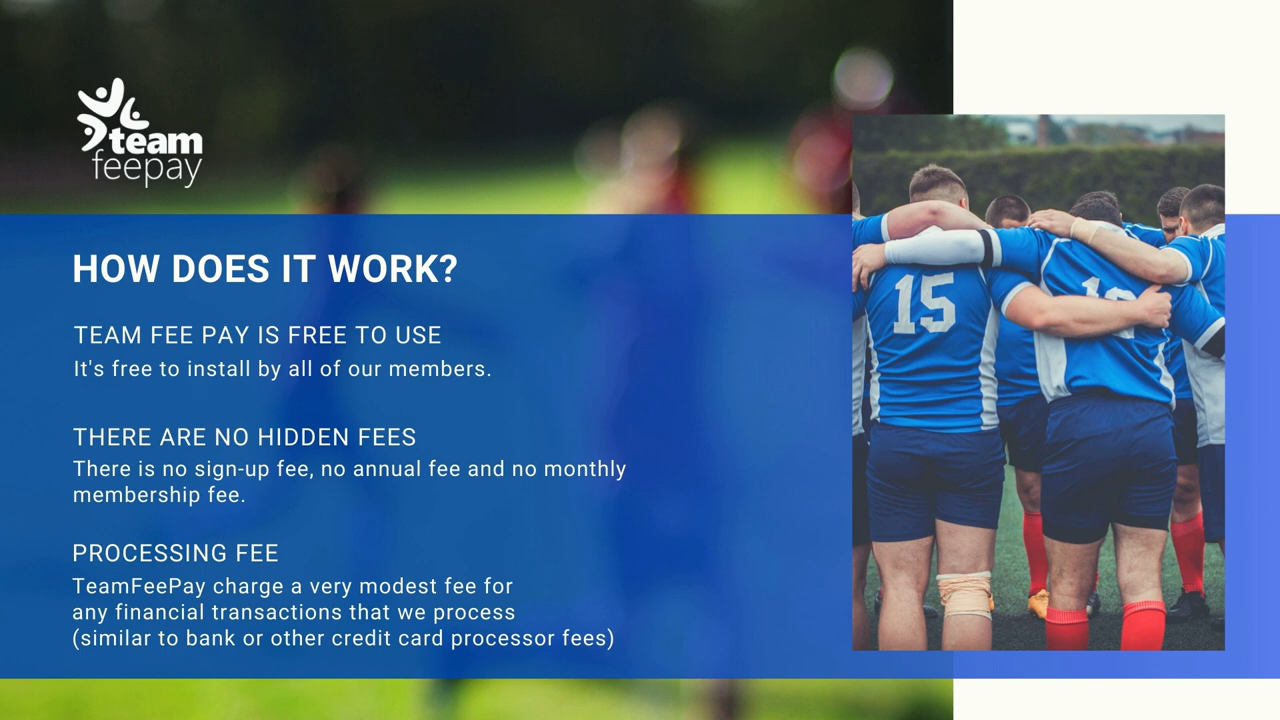 team
feepay
HOW DOES IT WORK?
TEAM FEE PAY IS FREE TO USE
It's free to install by all of our members.
THERE ARE NO HIDDEN FEES
There is no sign-up fee, no annual fee and no monthly
membership fee.
PROCESSING FEE
TeamFeePay charge a very modest fee for
any financial transactions that we process
(similar to bank or other credit card processor fees)
15